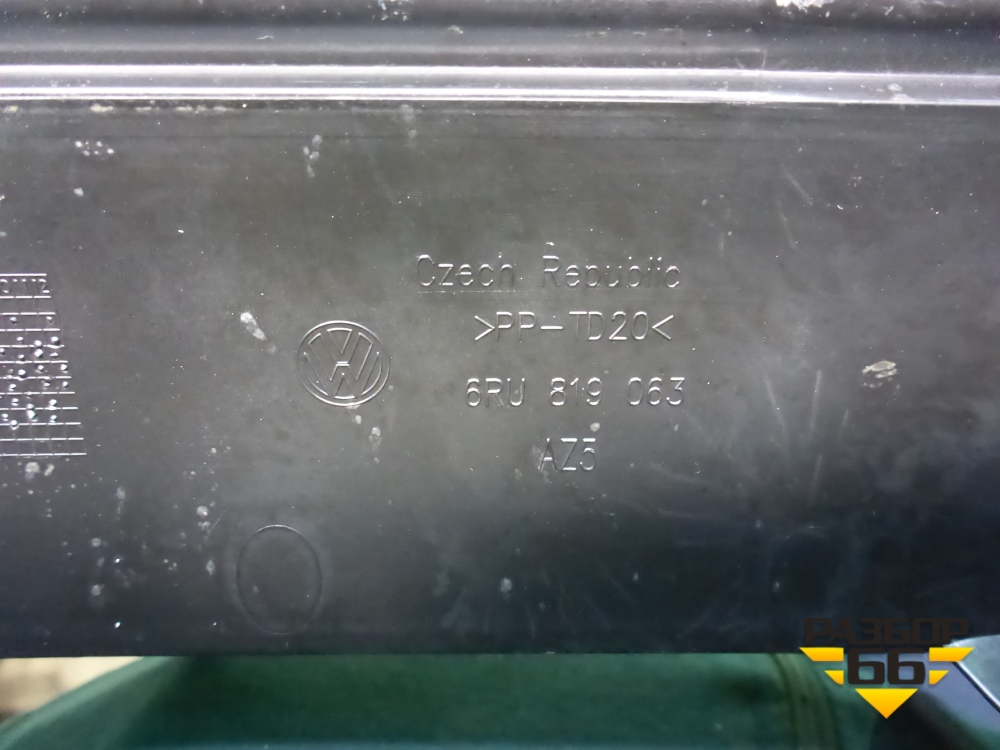 Czech Republic
>PP-TD20<
6RU 819 063
AZ5
РАЗБОР
66